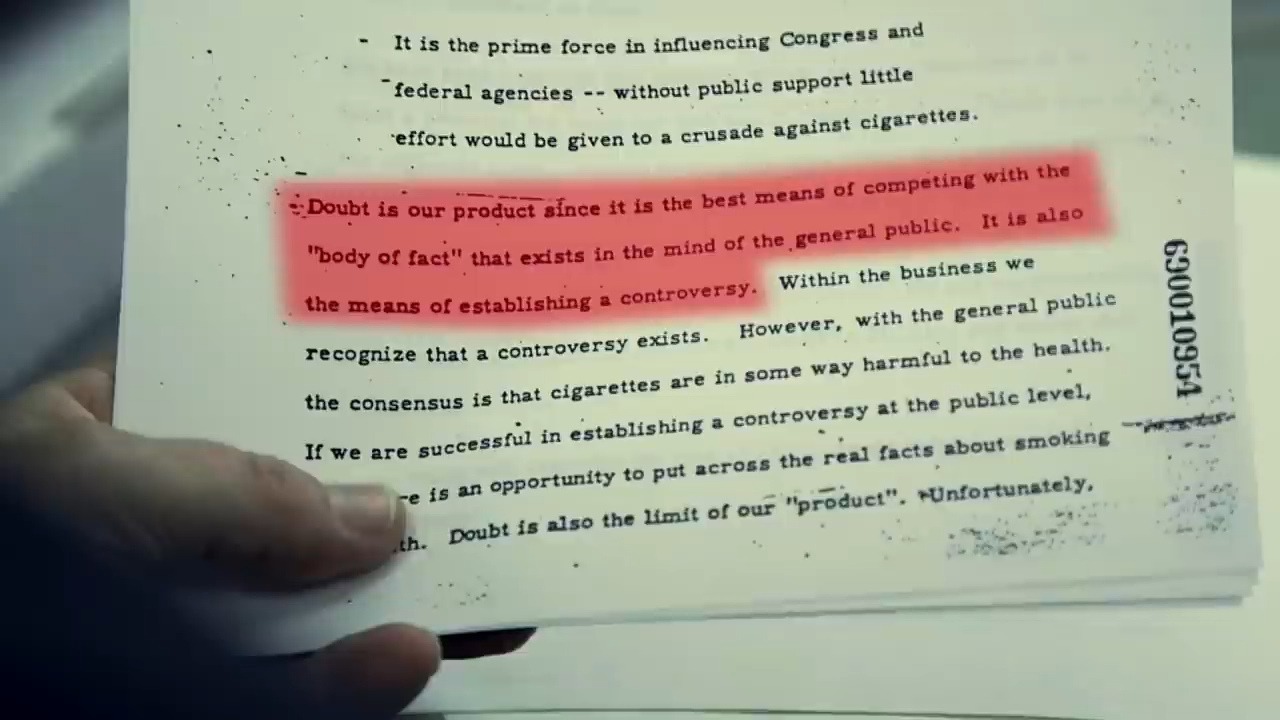 - It is the prime force in influencing Congress and
federal agencies -- without public support little
effort would be given to a crusade against cigarettes.
- Doubt is our product since it is the best means of competing with the
"body of fact" that exists in the mind of the general public. It is also
the means of establishing a controversy. Within the business we
recognize that a controversy exists. However, with the general public
the consensus is that cigarettes are in some way harmful to the health.
If we are successful in establishing a controversy at the public level,
re is an opportunity to put across the real facts about smoking
th. Doubt is also the limit of our "product". Unfortunately,
690010954